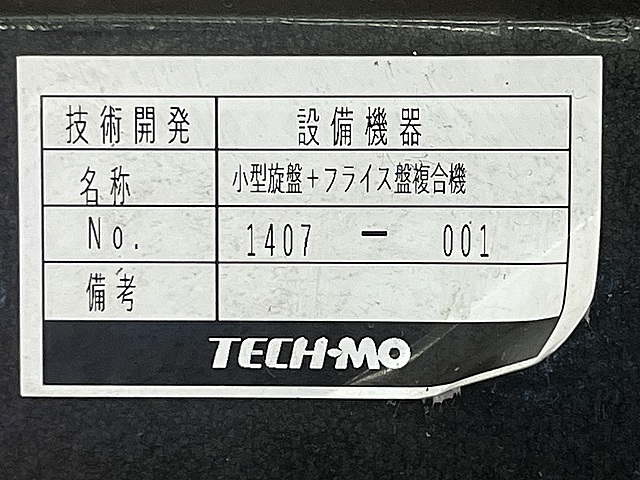 技術開発 設備機器
名称 小型旋盤+フライス盤複合機
No. 1407 - 001
備考
TECH-MO